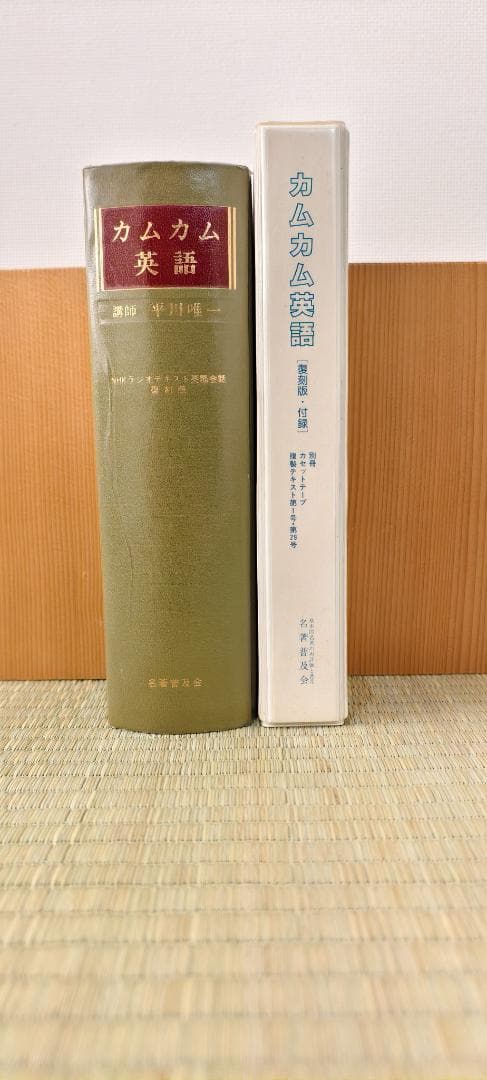 カムカム
英語
講師 平川唯一
NHKラジオテキスト英語会話
復刻版
名著普及会
カムカム英語
[復刻版・付録]
別冊
カセットテープ
複製テキスト第1号・第29号
名著普及会